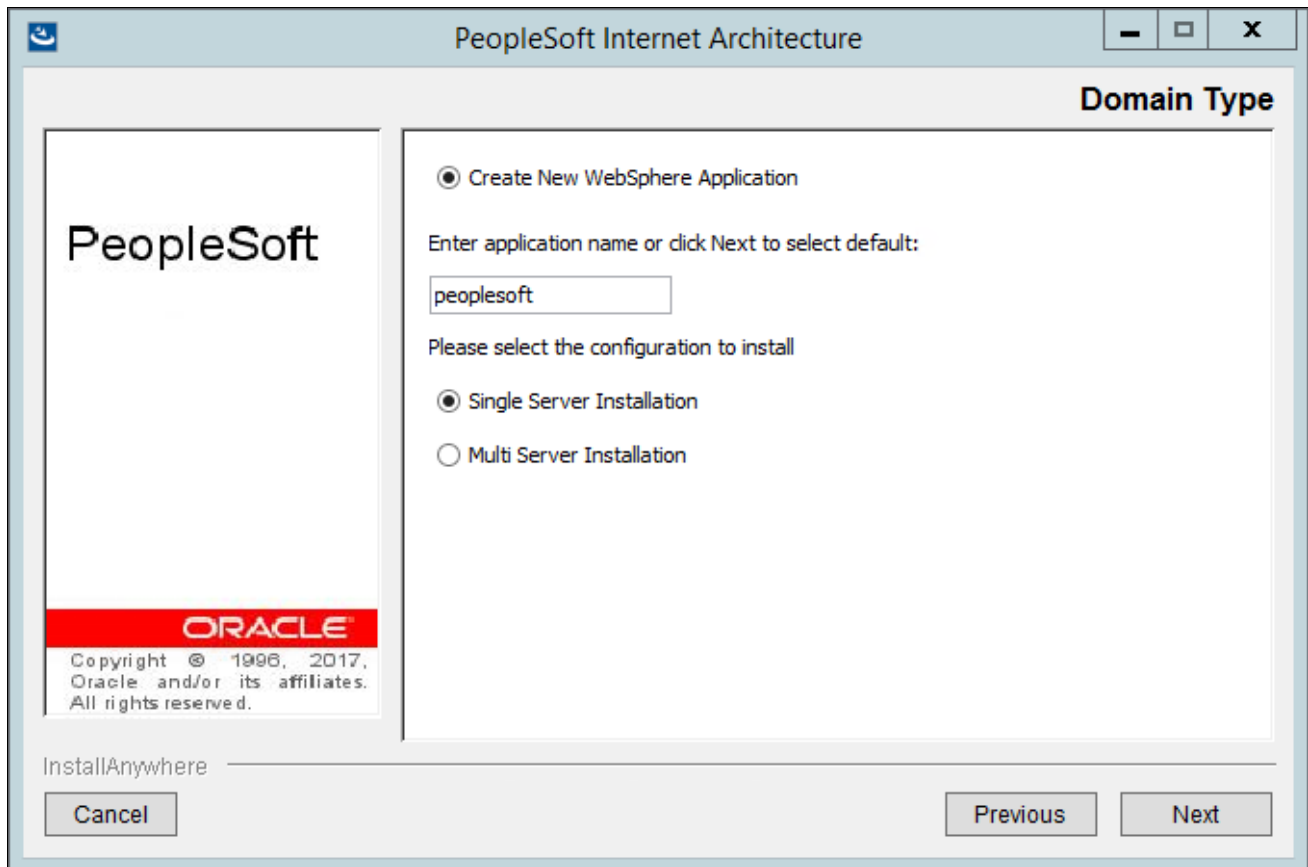 PeopleSoft Internet Architecture
Domain Type
PeopleSoft
ORACLE
Copyright © 1996, 2017,
Oracle and/or its affiliates.
All rights reserved.
Create New WebSphere Application
Enter application name or click Next to select default:
peoplesoft
Please select the configuration to install
Single Server Installation
Multi Server Installation
InstallAnywhere
Cancel
Previous
Next